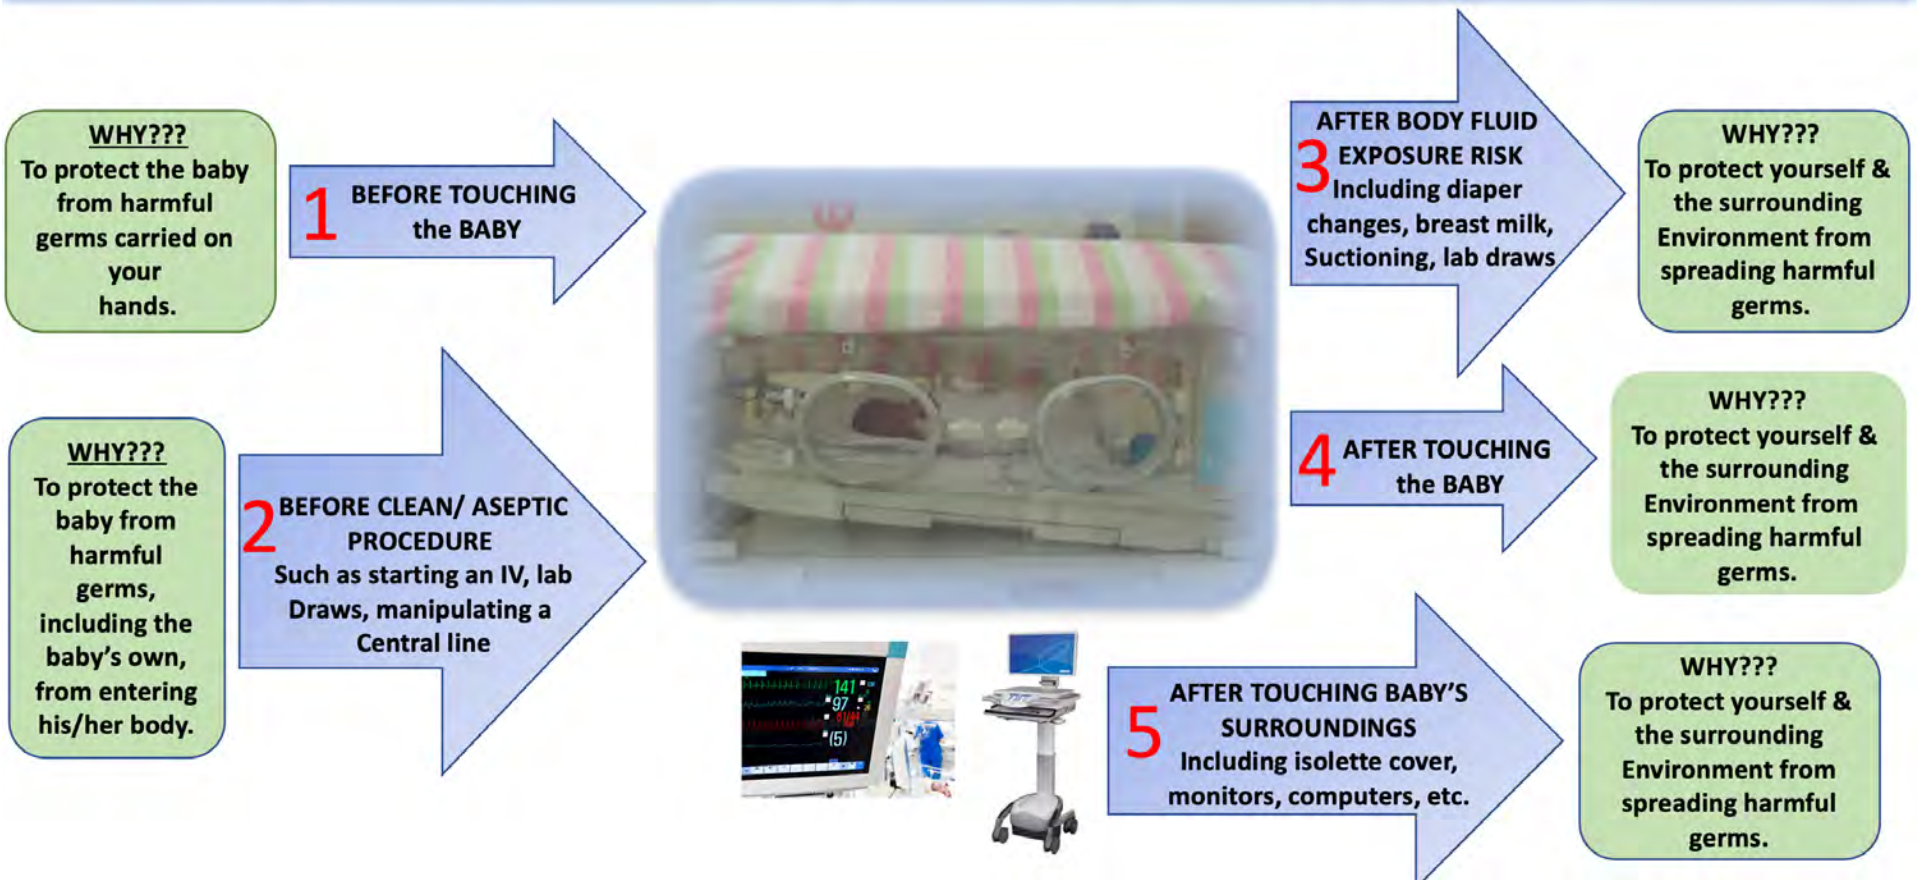 WHY???
To protect the baby
from harmful
germs carried on
your
hands.
1
BEFORE TOUCHING
the BABY
WHY???
To protect the
baby from
harmful
germs,
including the
baby's own,
from entering
his/her body.
2
BEFORE CLEAN/ ASEPTIC
PROCEDURE
Such as starting an IV, lab
Draws, manipulating a
Central line
3
AFTER BODY FLUID
EXPOSURE RISK
Including diaper
changes, breast milk,
Suctioning, lab draws
WHY???
To protect yourself &
the surrounding
Environment from
spreading harmful
germs.
4
AFTER TOUCHING
the BABY
WHY???
To protect yourself &
the surrounding
Environment from
spreading harmful
germs.
141
97
(5)
5
AFTER TOUCHING BABY'S
SURROUNDINGS
Including isolette cover,
monitors, computers, etc.
WHY???
To protect yourself &
the surrounding
Environment from
spreading harmful
germs.